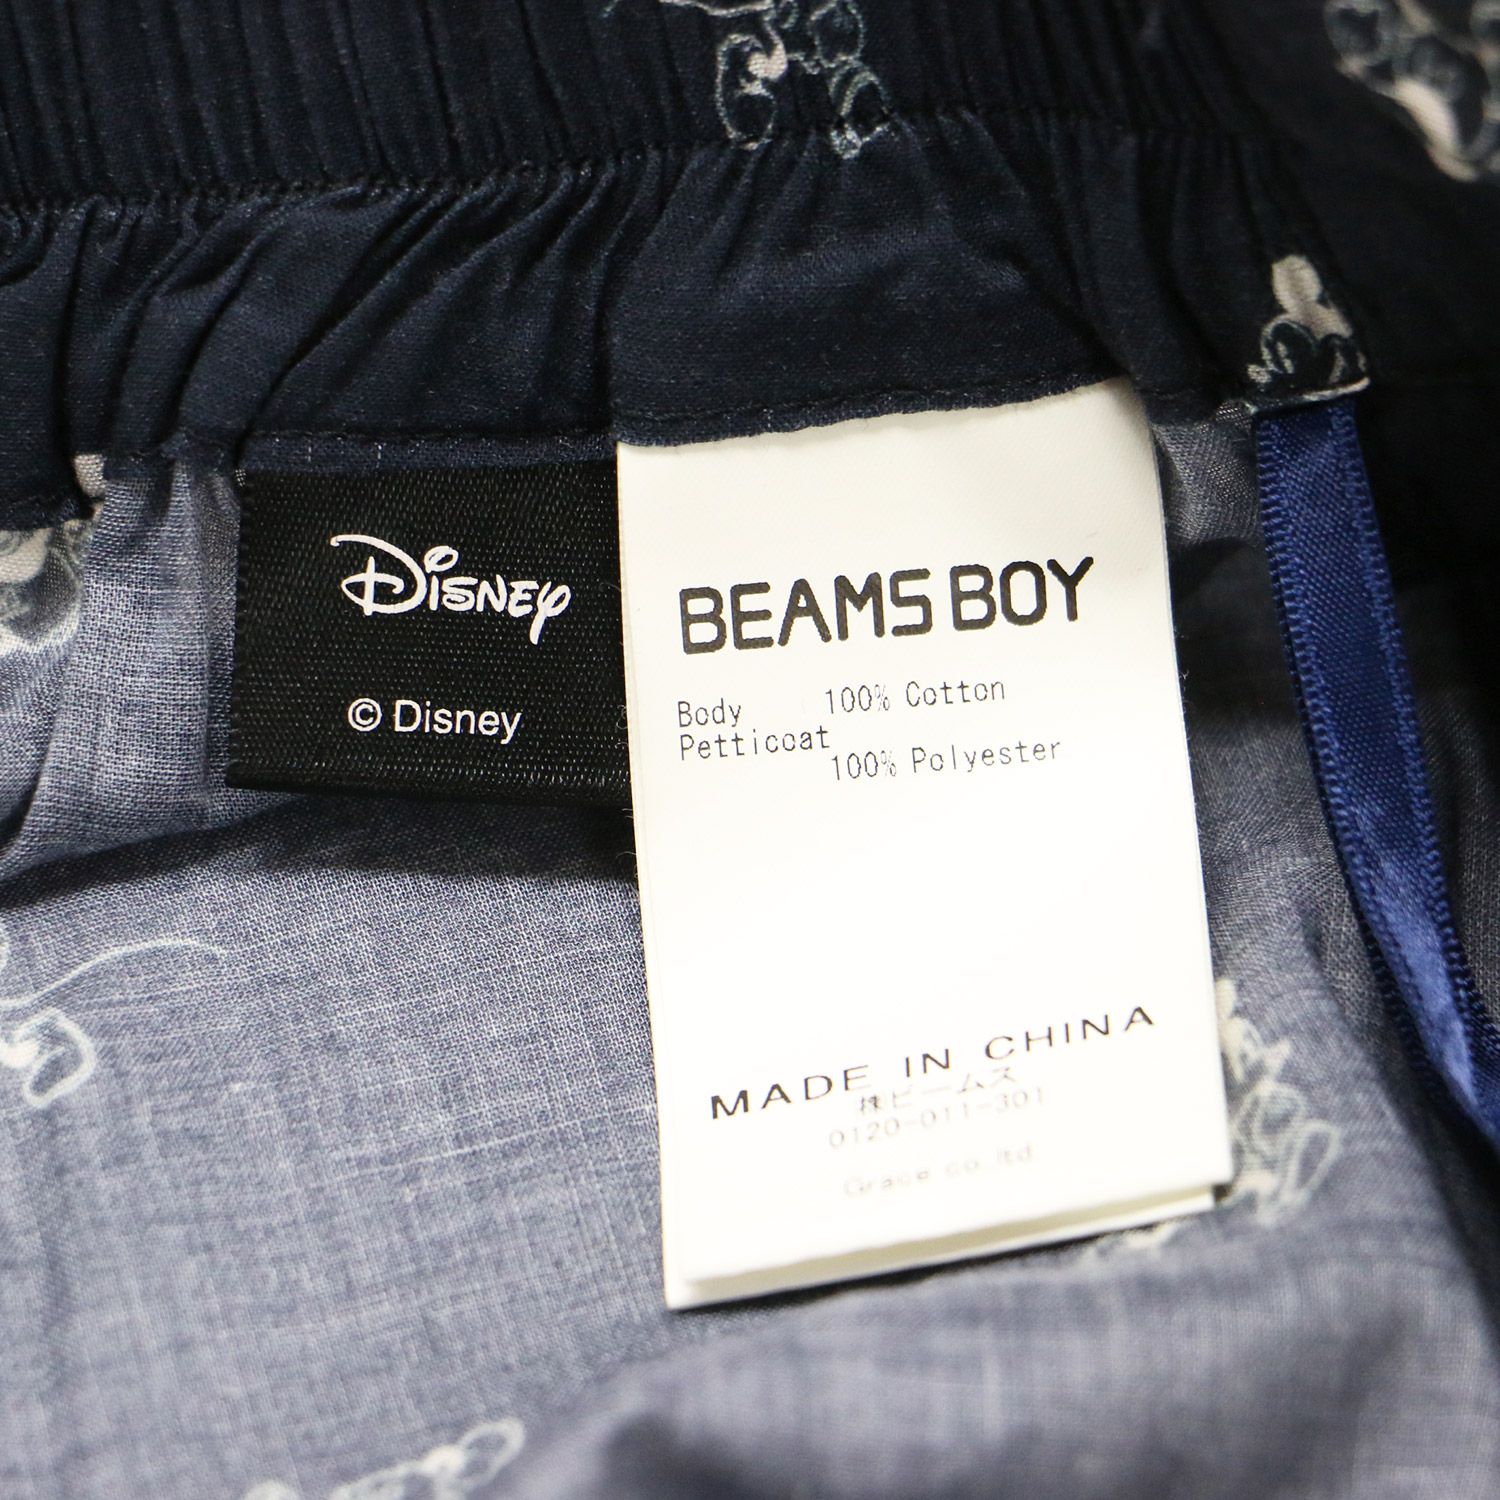 Disney
© Disney
BEAMS BOY
Body 100% Cotton
Petticoat
100% Polyester
MADE IN CHINA
㈱ビームス
0120-011-301
Grace co.ltd